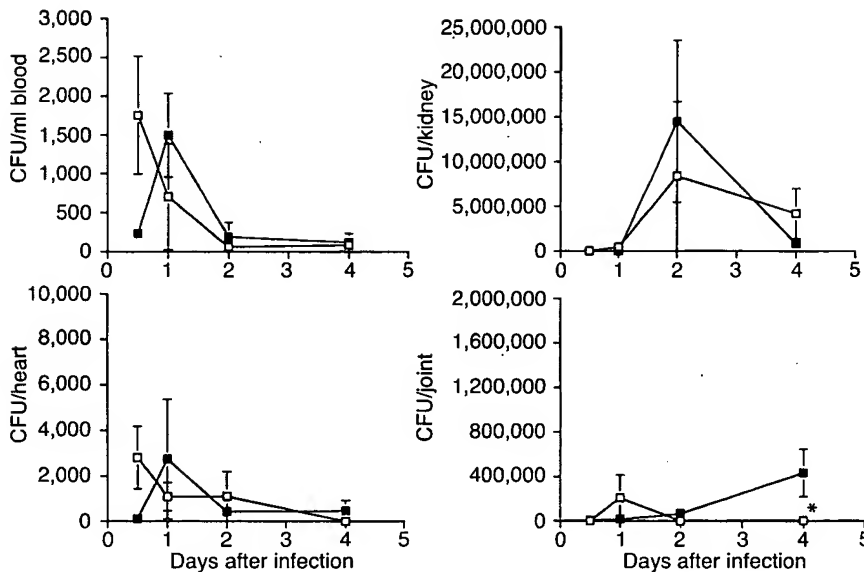 CFU/ml blood
3,000
2,500
2,000
1,500
1,000
500
0
0 1 2 3 4 5
CFU/kidney
25,000,000
20,000,000
15,000,000
10,000,000
5,000,000
0
0 1 2 3 4 5
CFU/heart
10,000
8,000
6,000
4,000
2,000
0
0 1 2 3 4 5
Days after infection
CFU/joint
2,000,000
1,600,000
1,200,000
800,000
400,000
0
*
0 1 2 3 4 5
Days after infection